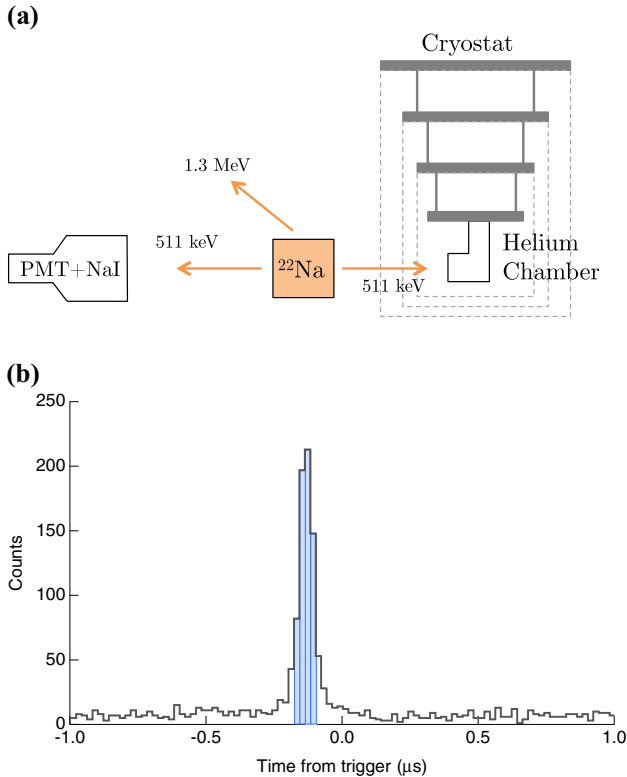 (a)
Cryostat
1.3 MeV
511 keV
PMT+NaI
²²Na
511 keV
Helium
Chamber
(b)
250
200
150
100
50
0
Counts
-1.0
-0.5
0.0
0.5
1.0
Time from trigger (µs)